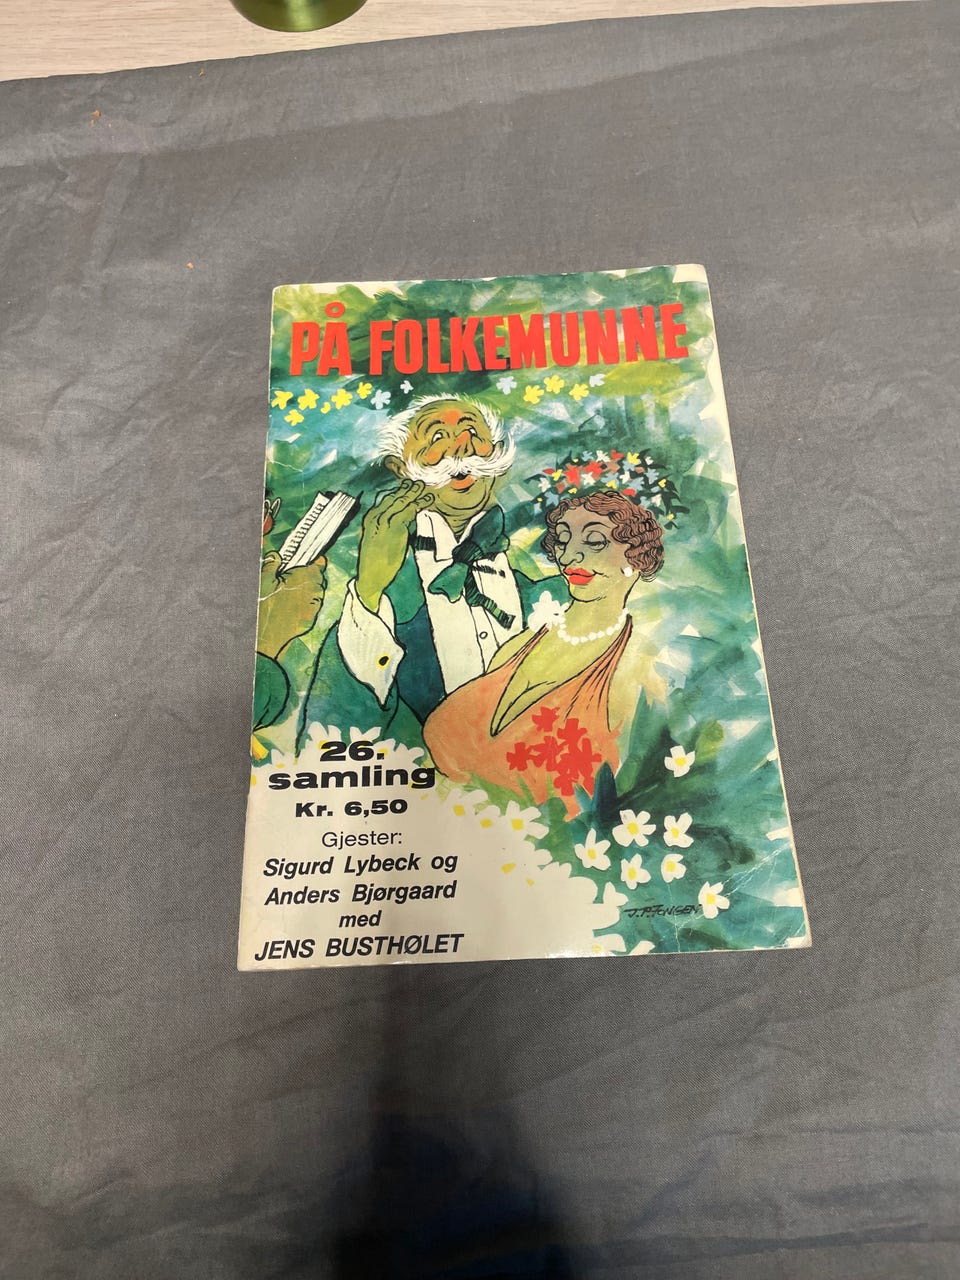 PÅ FOLKEMUNNE
26.
samling
Kr. 6,50
Gjester:
Sigurd Lybeck og
Anders Bjørgaard
med
JENS BUSTHØLET